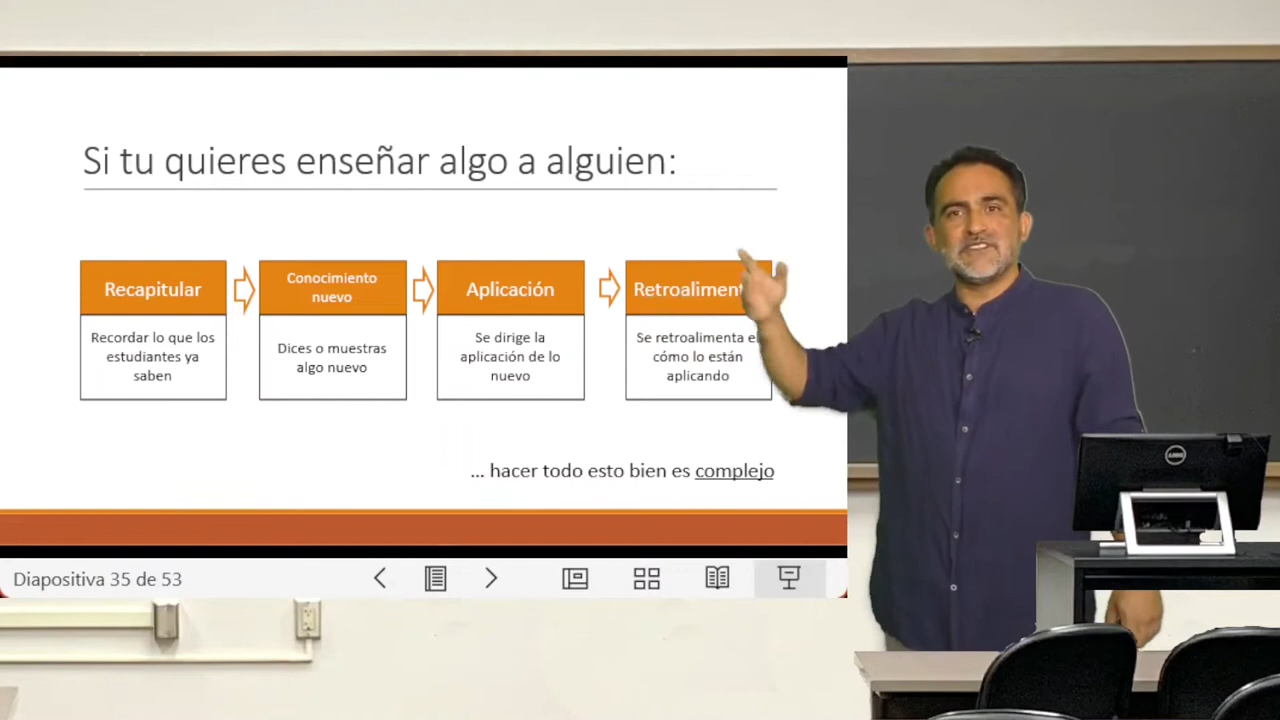 Si tu quieres enseñar algo a alguien:
Recapitular
Recordar lo que los
estudiantes ya
saben
Conocimiento
nuevo
Dices o muestras
algo nuevo
Aplicación
Se dirige la
aplicación de lo
nuevo
Se retroalimenta el
cómo lo están
aplicando
... hacer todo esto bien es complejo
Diapositiva 35 de 53
DELL